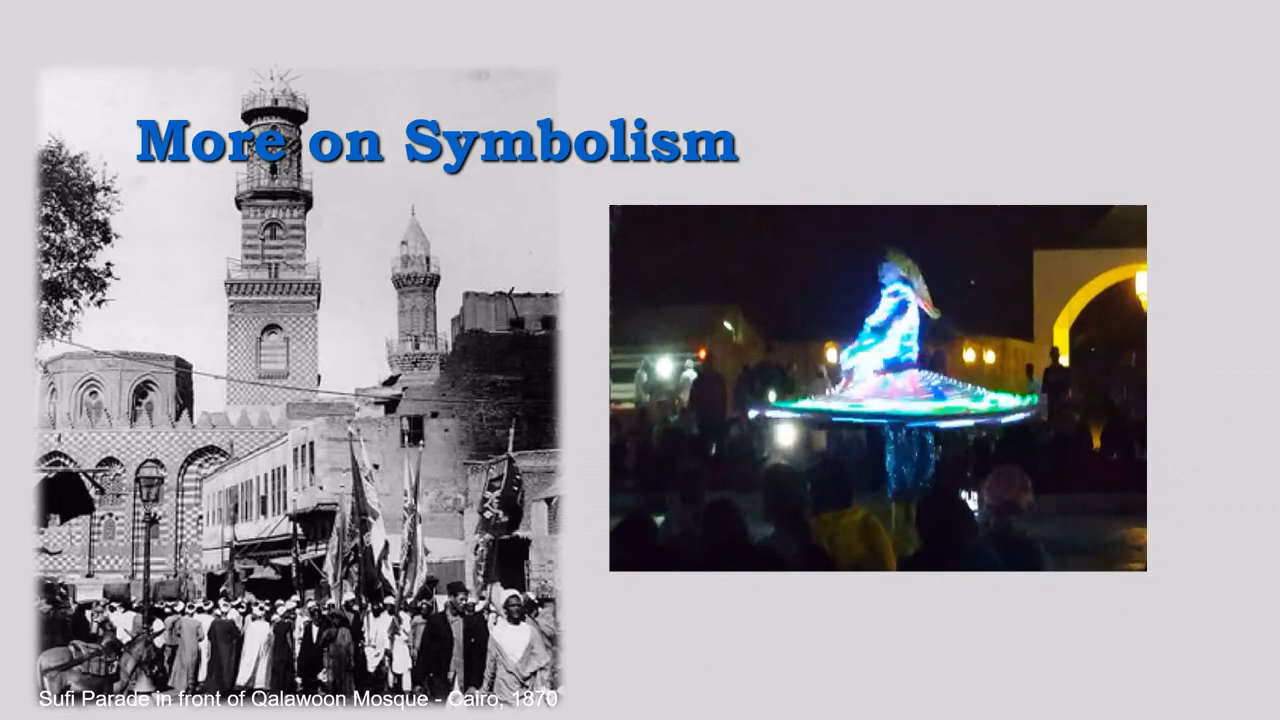 More on Symbolism
Sufi Parade in front of Qalawoon Mosque - Cairo, 1870